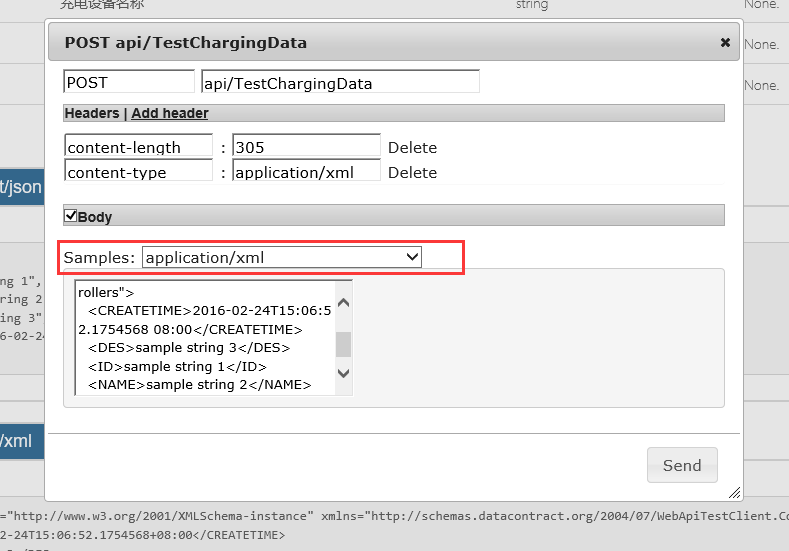 充电设备名称 string None.
POST api/TestChargingData
None.
POST api/TestChargingData
None.
Headers | Add header
content-length : 305 Delete
content-type : application/xml Delete
t/json
Body
Samples: application/xml
ng 1",
rollers">
ring 2
<CREATETIME>2016-02-24T15:06:5
ng 3"
2.1754568 08:00</CREATETIME>
6-02-24
<DES>sample string 3</DES>
<ID>sample string 1</ID>
<NAME>sample string 2</NAME>
/xml
Send
="http://www.w3.org/2001/XMLSchema-instance" xmlns="http://schemas.datacontract.org/2004/07/WebApiTestClient.Co
2-24T15:06:52.1754568+08:00</CREATETIME>